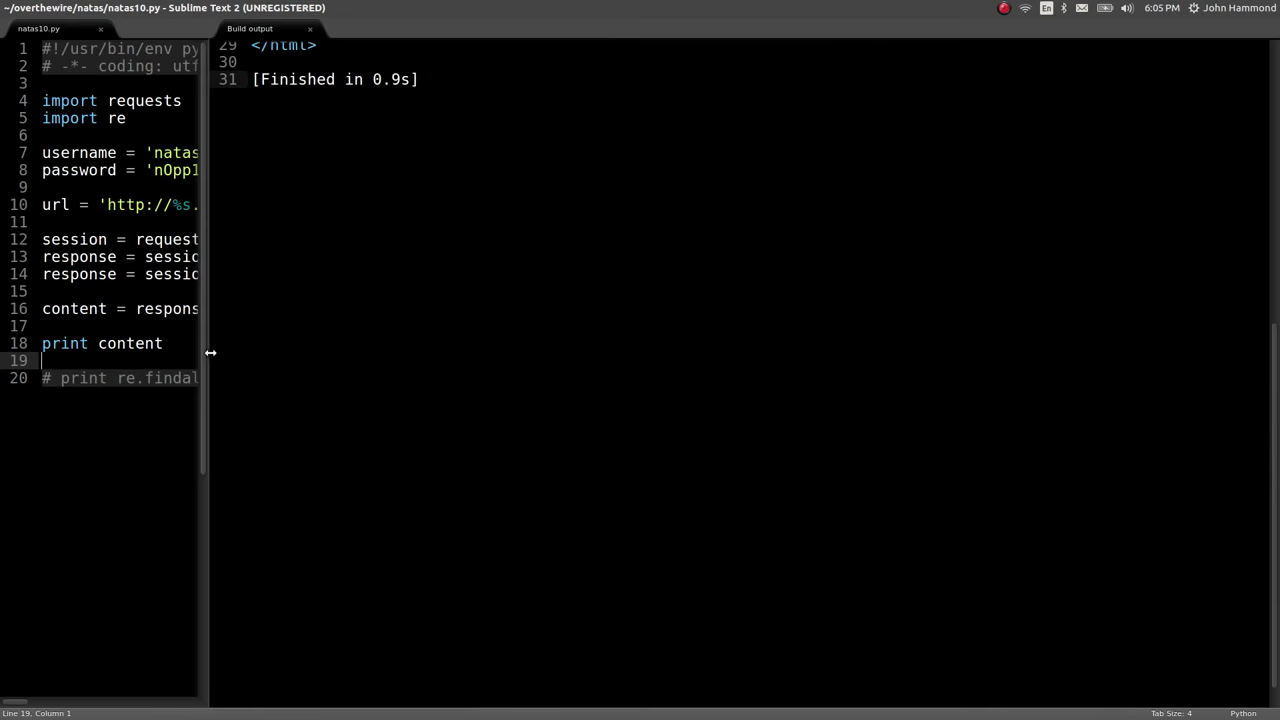 ~/overthewire/natas/natas10.py - Sublime Text 2 (UNREGISTERED)
En
6:05 PM
John Hammond
natas10.py ×
Build output ×
1 #!/usr/bin/env py
2 # -*- coding: utf
3
4 import requests
5 import re
6
7 username = 'natas
8 password = 'nOpp1
9
10 url = 'http://%s.
11
12 session = request
13 response = sessio
14 response = sessio
15
16 content = respons
17
18 print content
19
20 # print re.findal
29 </html>
30
31 [Finished in 0.9s]
Line 19, Column 1
Tab Size: 4
Python